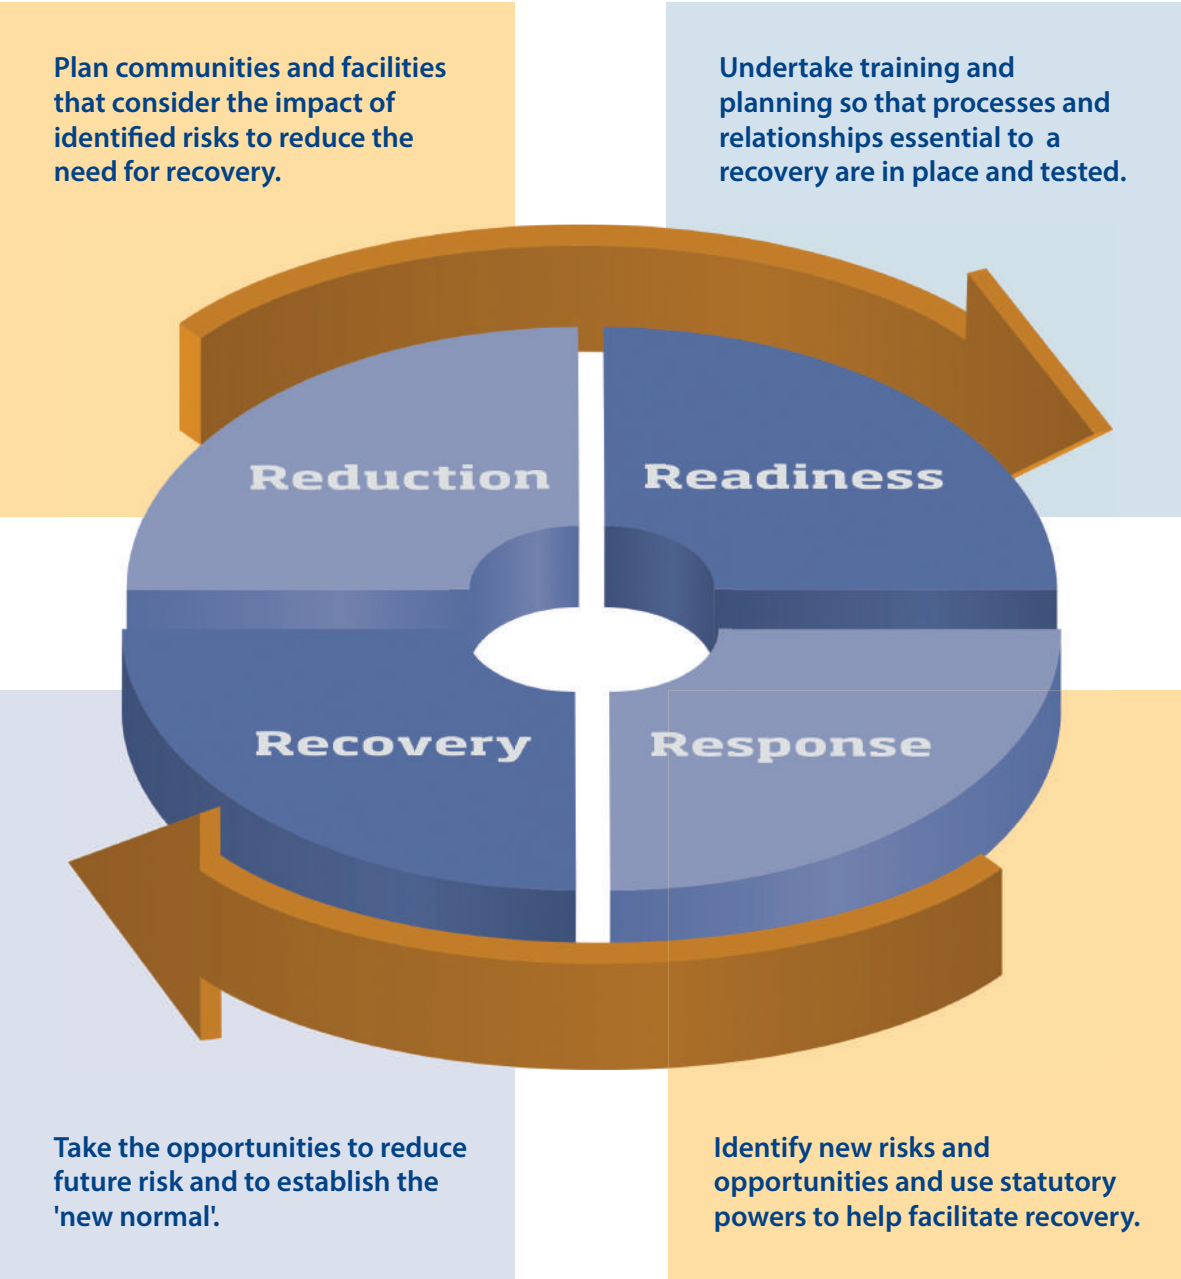 Plan communities and facilities
that consider the impact of
identified risks to reduce the
need for recovery.
Undertake training and
planning so that processes and
relationships essential to  a
recovery are in place and tested.
Reduction
Readiness
Recovery
Response
Take the opportunities to reduce
future risk and to establish the
'new normal'.
Identify new risks and
opportunities and use statutory
powers to help facilitate recovery.